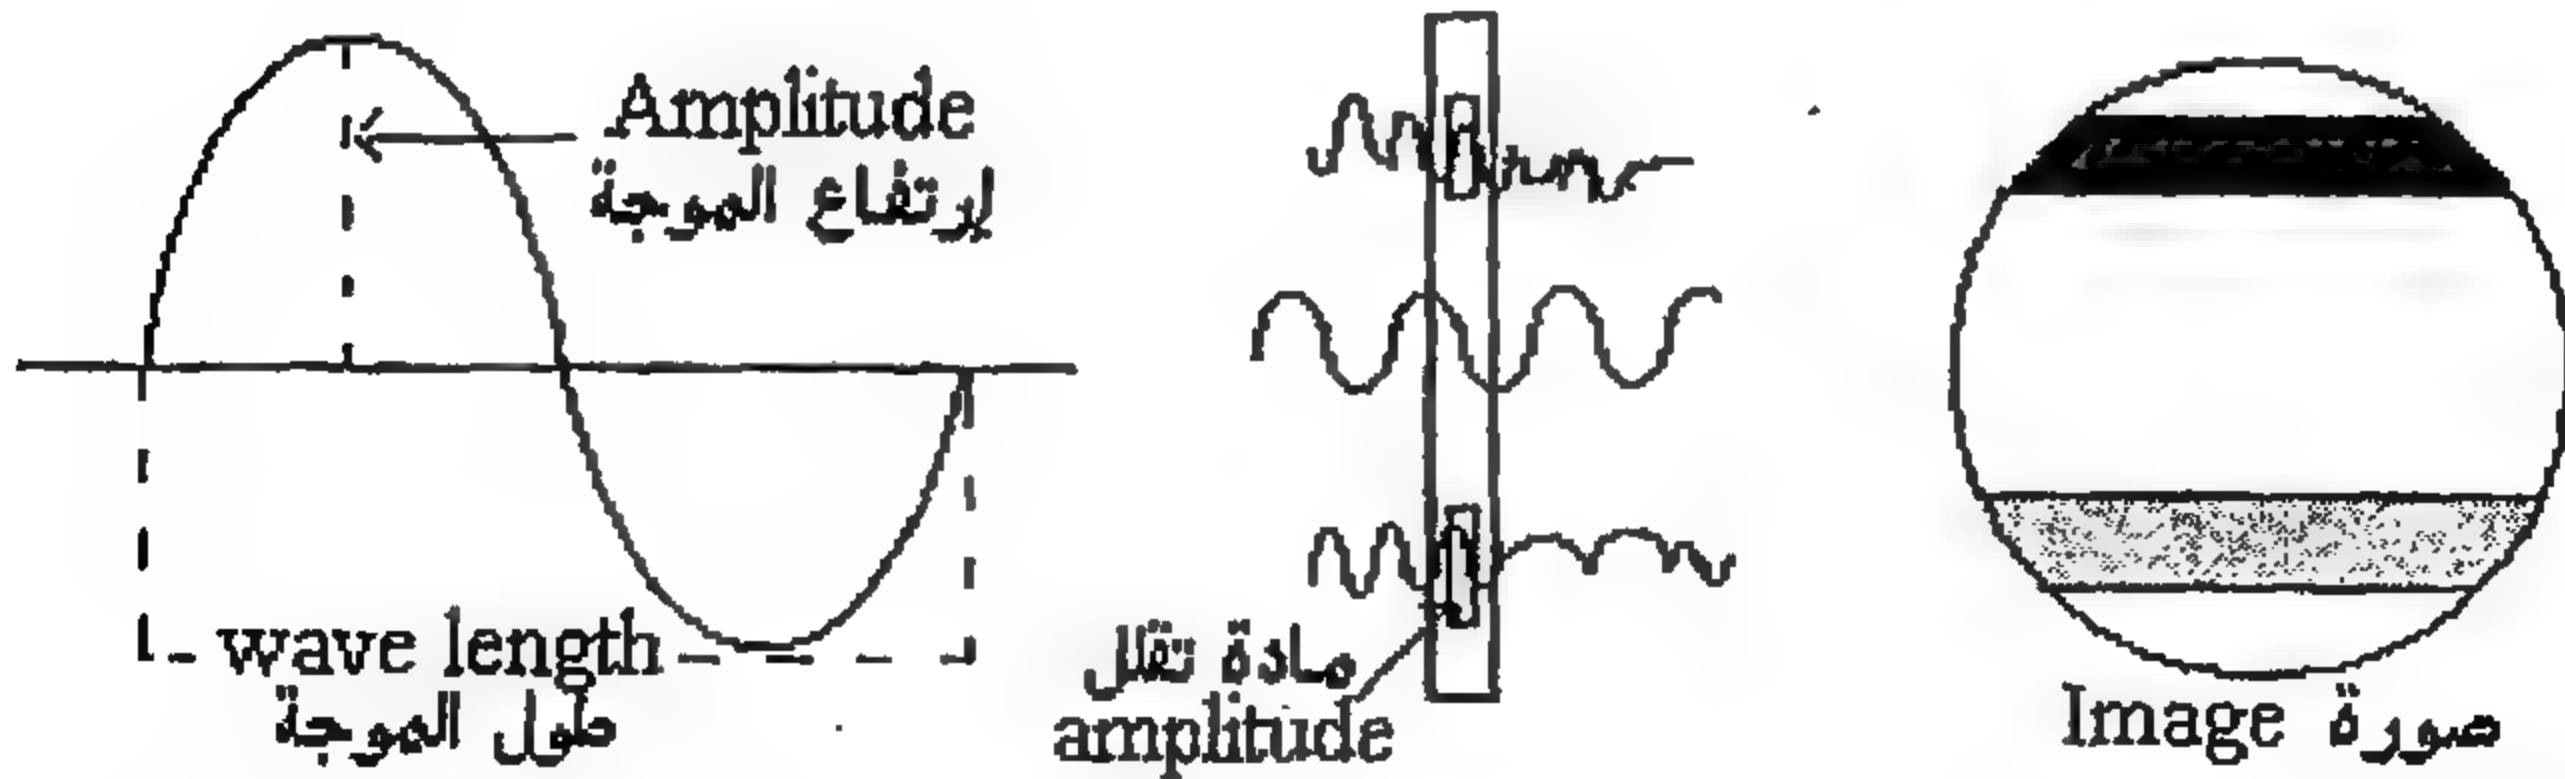 Amplitude
إرتفاع الموجة
wave length
طول الموجة
مادة تقلل
amplitude
Image صورة